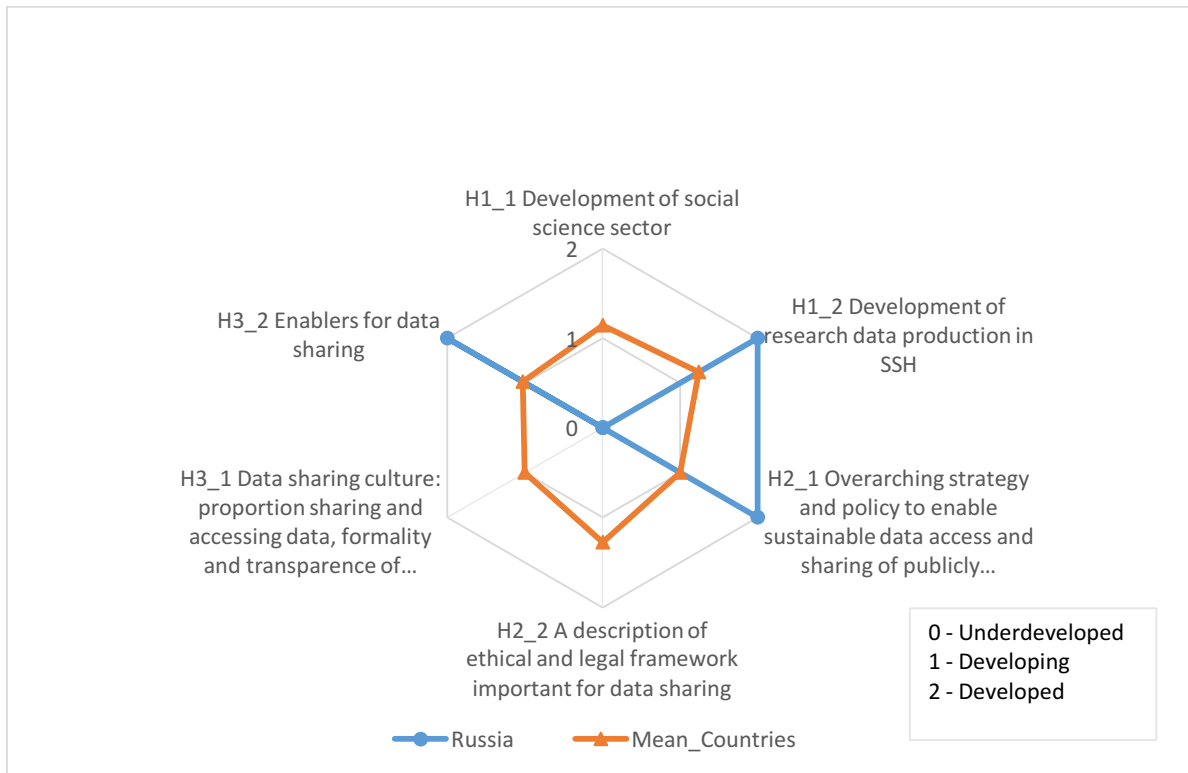 H1_1 Development of social
science sector
2
H1_2 Development of
research data production in
SSH
H3_2 Enablers for data
sharing
1
0
H3_1 Data sharing culture:
proportion sharing and
accessing data, formality
and transparence of...
H2_1 Overarching strategy
and policy to enable
sustainable data access and
sharing of publicly...
H2_2 A description of
ethical and legal framework
important for data sharing
0 - Underdeveloped
1 - Developing
2 - Developed
Russia
Mean_Countries